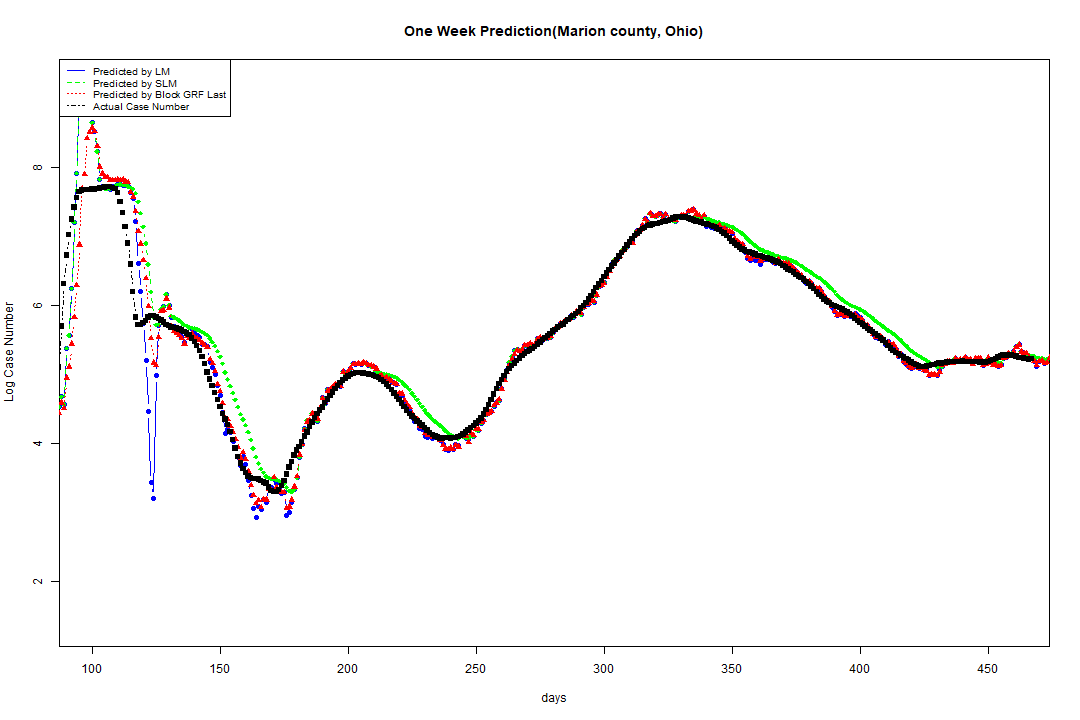 One Week Prediction(Marion county, Ohio)
Predicted by LM
Predicted by SLM
Predicted by Block GRF Last
Actual Case Number
8
6
4
2
Log Case Number
100 150 200 250 300 350 400 450
days